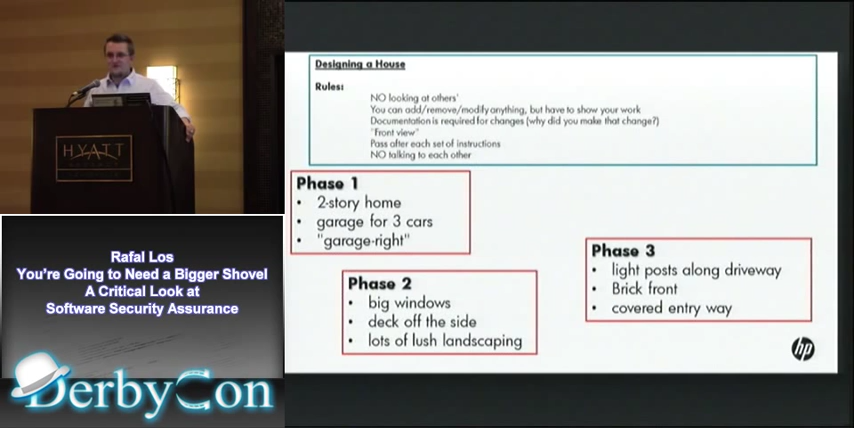 HYATT
Rafal Los
You're Going to Need a Bigger Shovel
A Critical Look at
Software Security Assurance
DerbyCon
Designing a House
Rules:
NO looking at others'
You can add/remove/modify anything, but have to show your work
Documentation is required for changes (why did you make that change?)
"Front view"
Pass after each set of instructions
NO talking to each other
Phase 1
• 2-story home
• garage for 3 cars
• "garage-right"
Phase 2
• big windows
• deck off the side
• lots of lush landscaping
Phase 3
• light posts along driveway
• Brick front
• covered entry way
hp